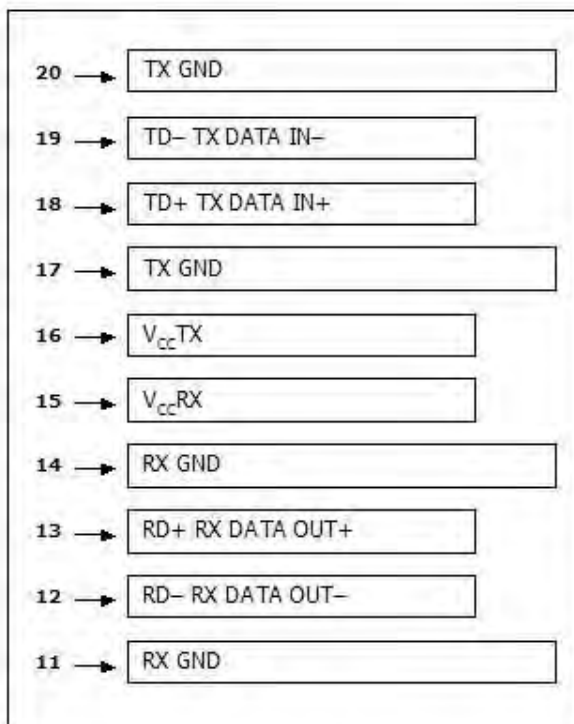 20 TX GND
19 TD– TX DATA IN–
18 TD+ TX DATA IN+
17 TX GND
16 VCCTX
15 VCCRX
14 RX GND
13 RD+ RX DATA OUT+
12 RD– RX DATA OUT–
11 RX GND